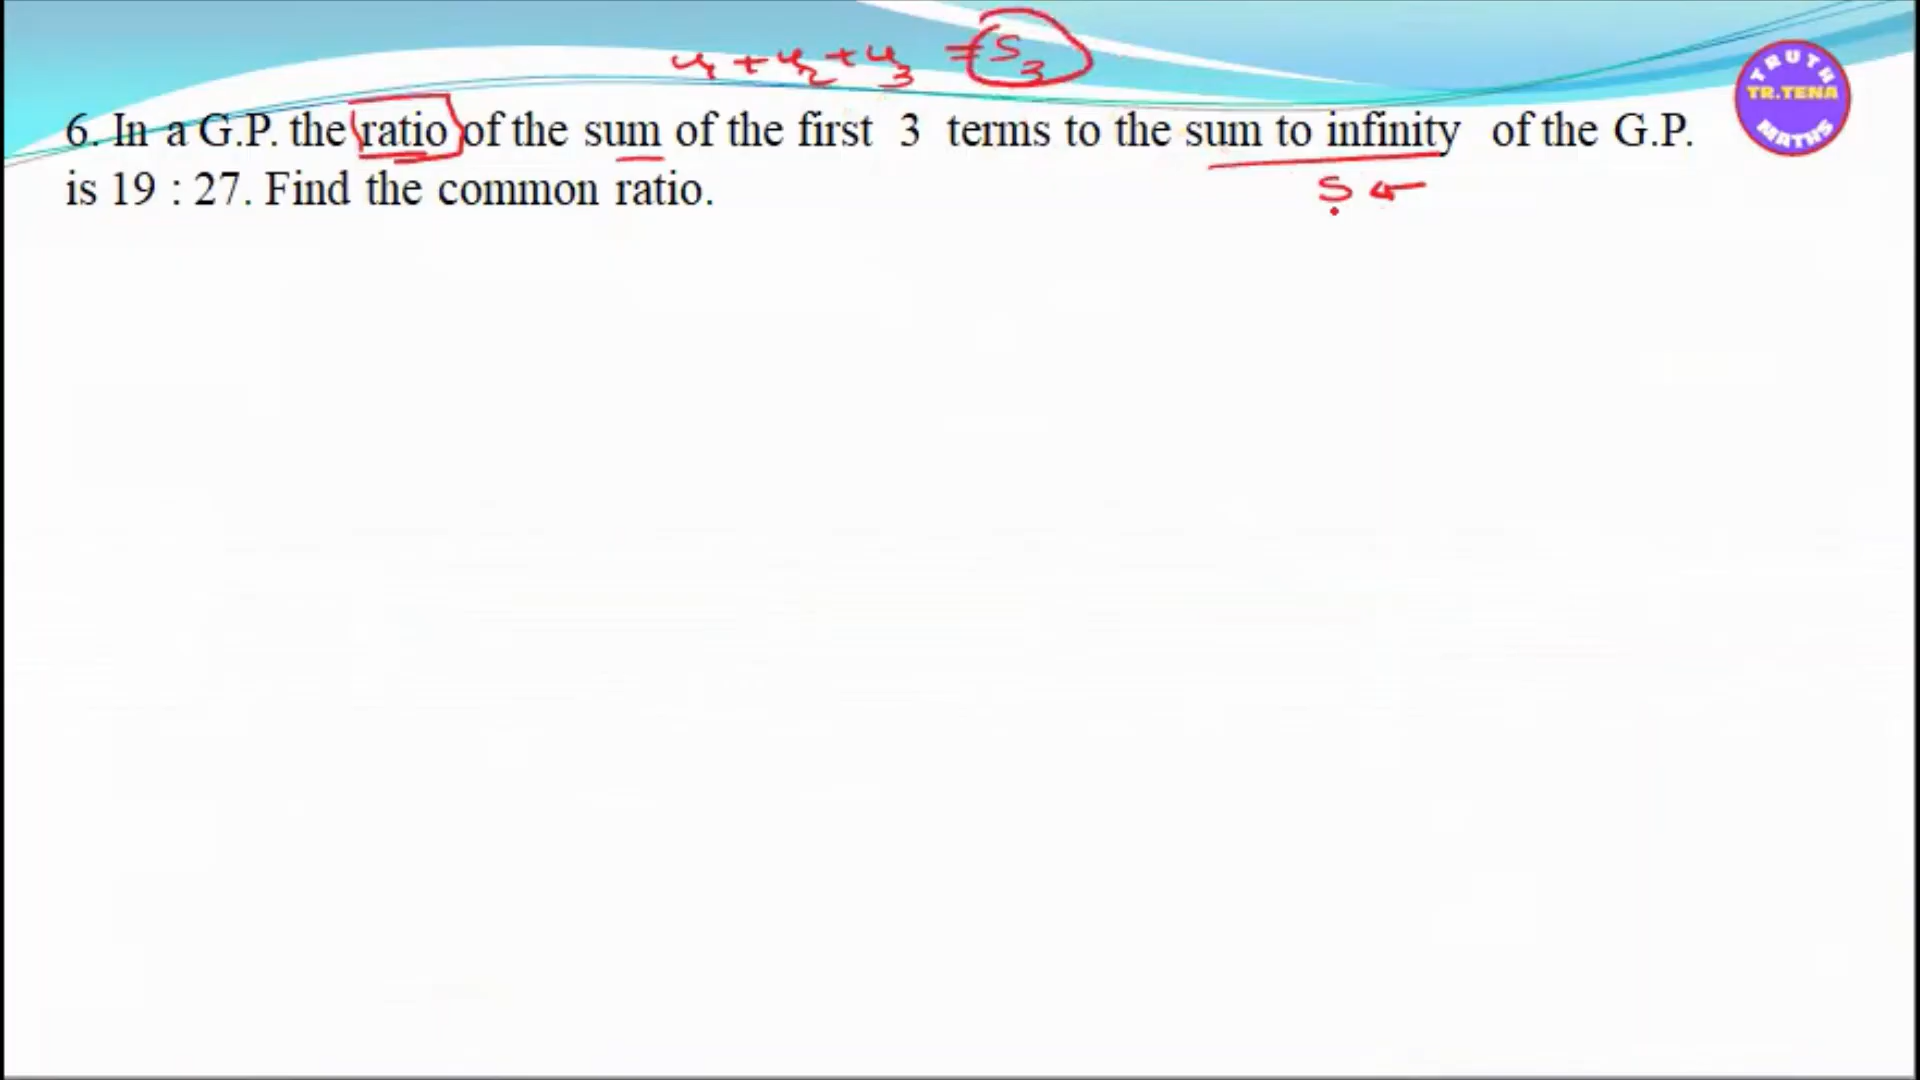 u₁ + u₂ + u₃ = S₃
6. In a G.P. the ratio of the sum of the first 3 terms to the sum to infinity of the G.P.
is 19 : 27. Find the common ratio.
S
TRUTH
TR.TENA
MATHS